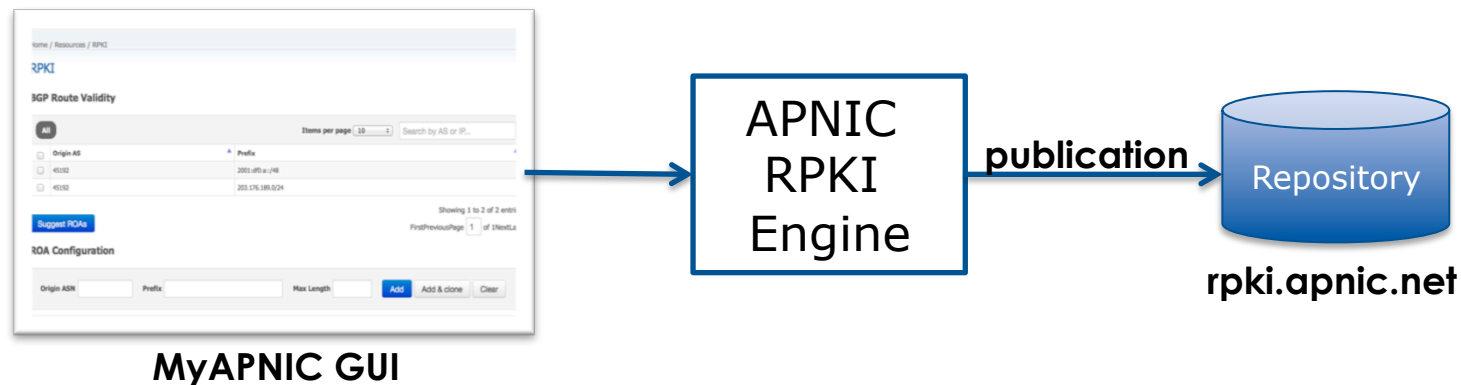 Home / Resources / RPKI
RPKI
BGP Route Validity
All
Items per page 10
Search by AS or IP...
Origin AS
Prefix
45192
2001:df0:a::/48
45192
203.176.189.0/24
Showing 1 to 2 of 2 entri
Suggest ROAs
FirstPreviousPage 1 of 1NextLa
ROA Configuration
Origin ASN
Prefix
Max Length
Add
Add & clone
Clear
MyAPNIC GUI
APNIC
RPKI
Engine
publication
Repository
rpki.apnic.net